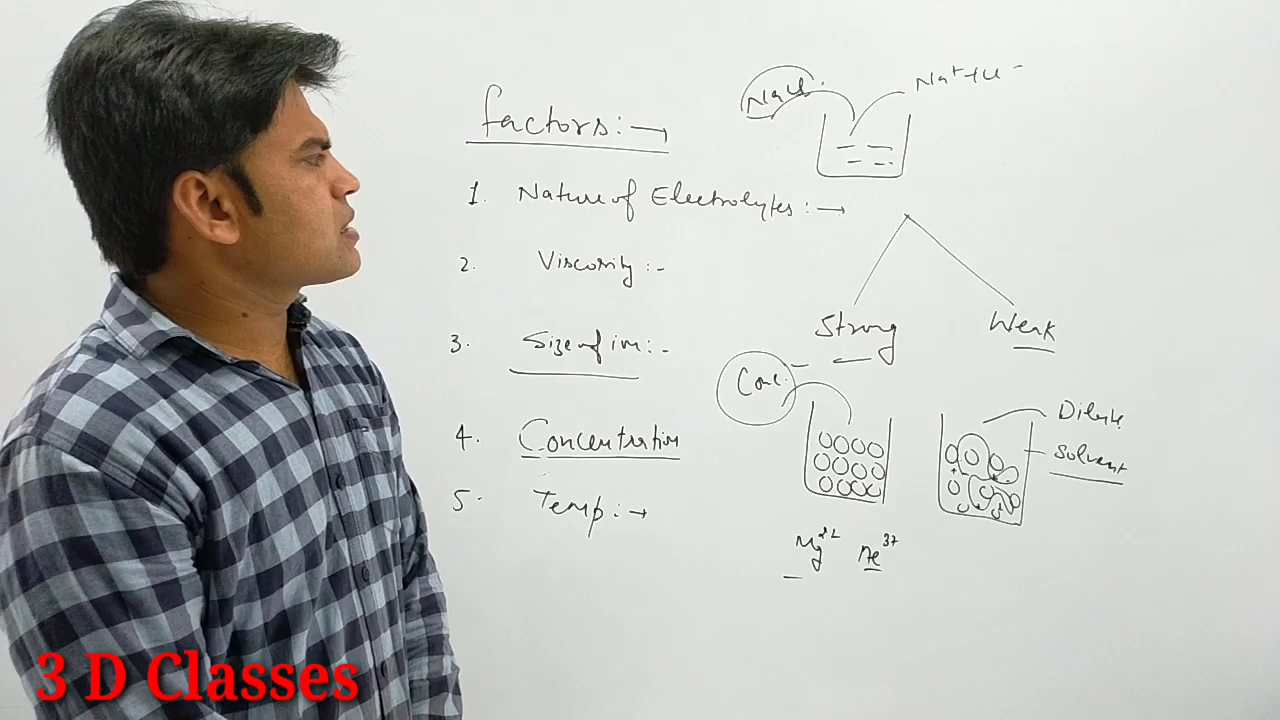 factors:→
1. Nature of Electrolytes:→
2. Viscosity:-
3. Size of ion:-
4. Concentration
5. Temp:→
NaCl
Na⁺+Cl⁻
Strong
Weak
Conc.
Dilute
Solvent
Mg²⁺ Al³⁺
3 D Classes